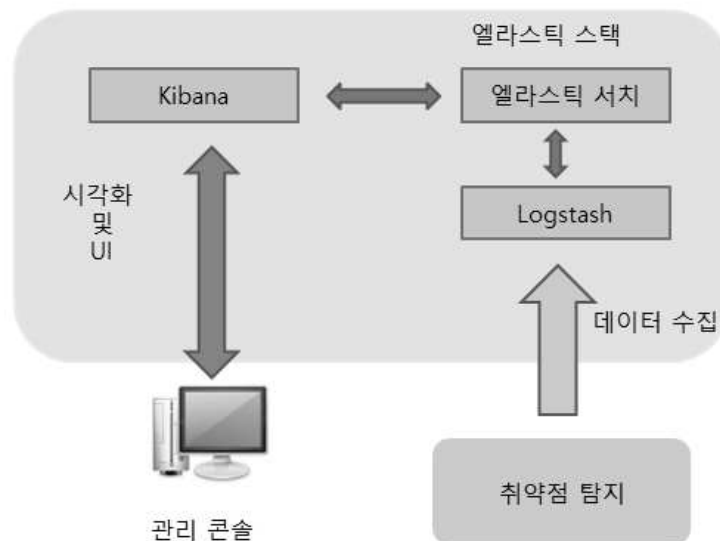 엘라스틱 스택
Kibana
엘라스틱 서치
시각화
및
UI
Logstash
데이터 수집
취약점 탐지
관리 콘솔